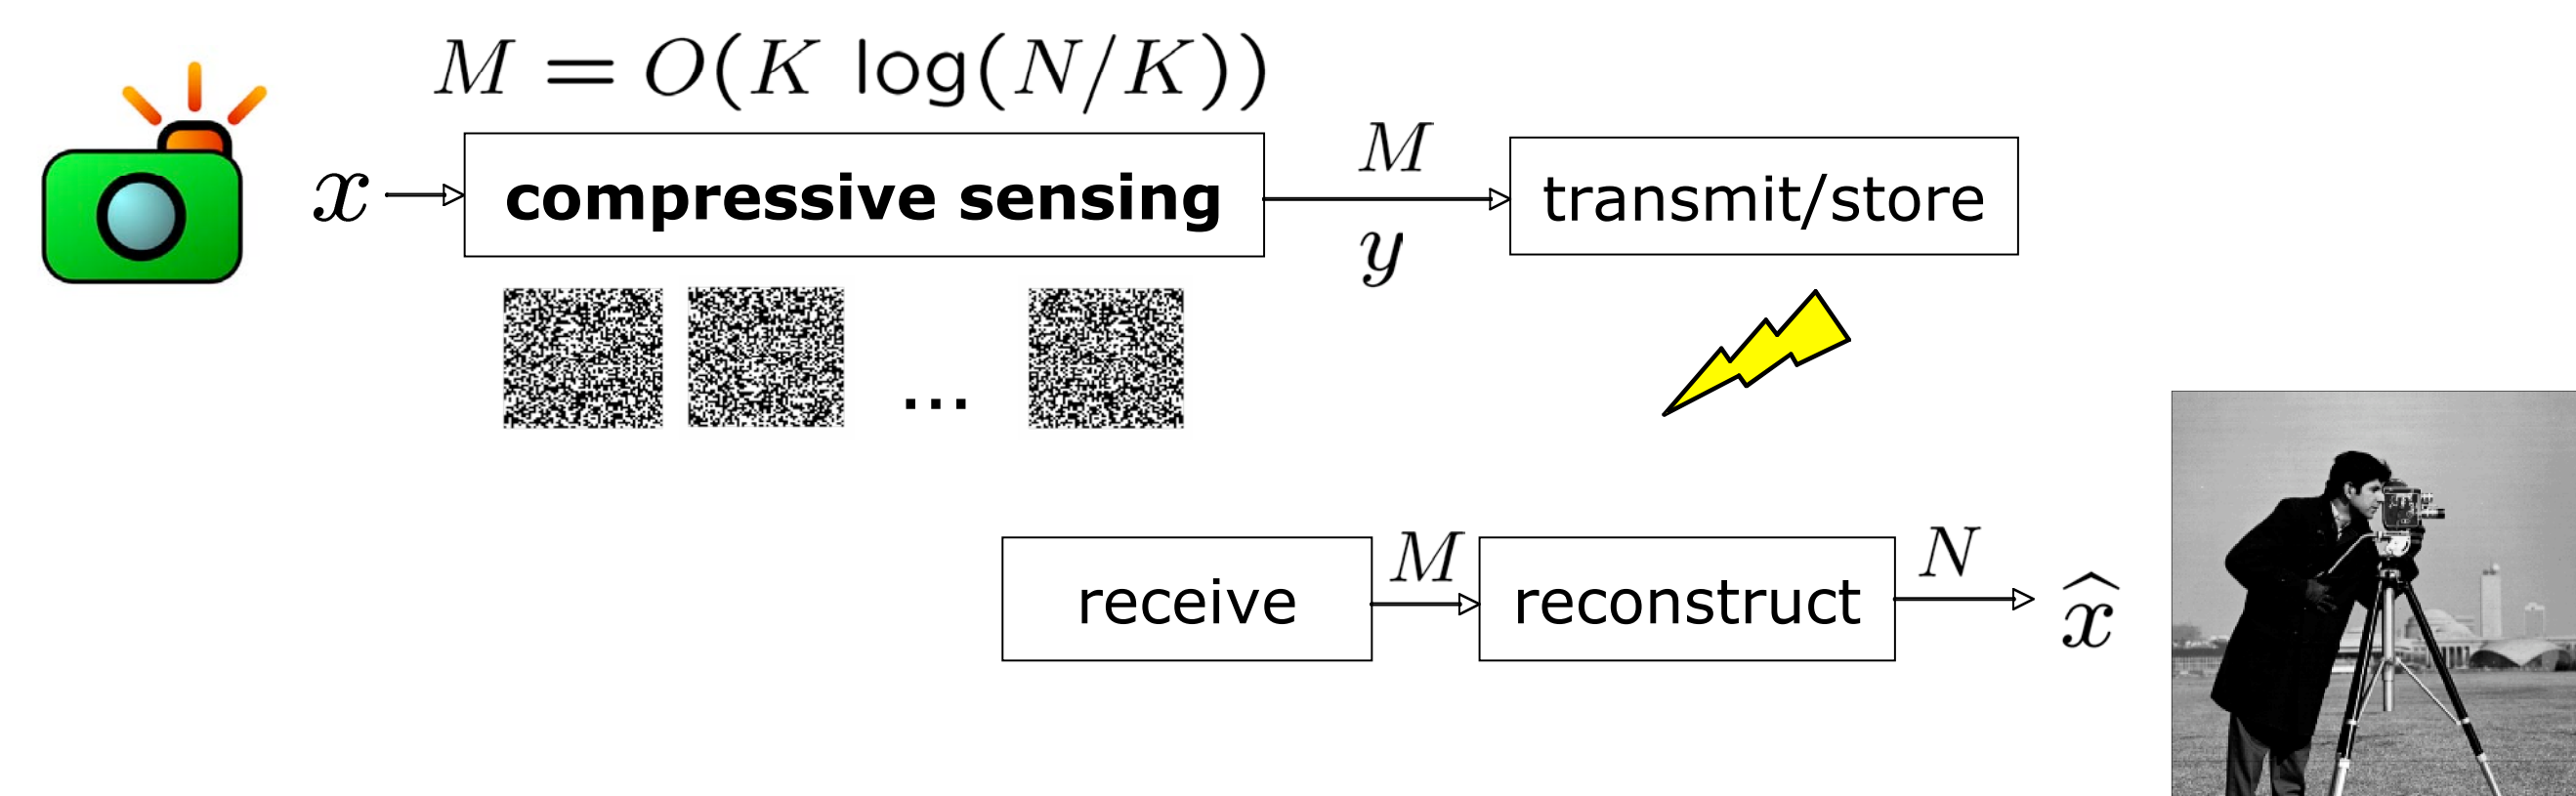 M = O(K log(N/K))
x
compressive sensing
M
y
transmit/store
...
receive
M
reconstruct
N
x̂